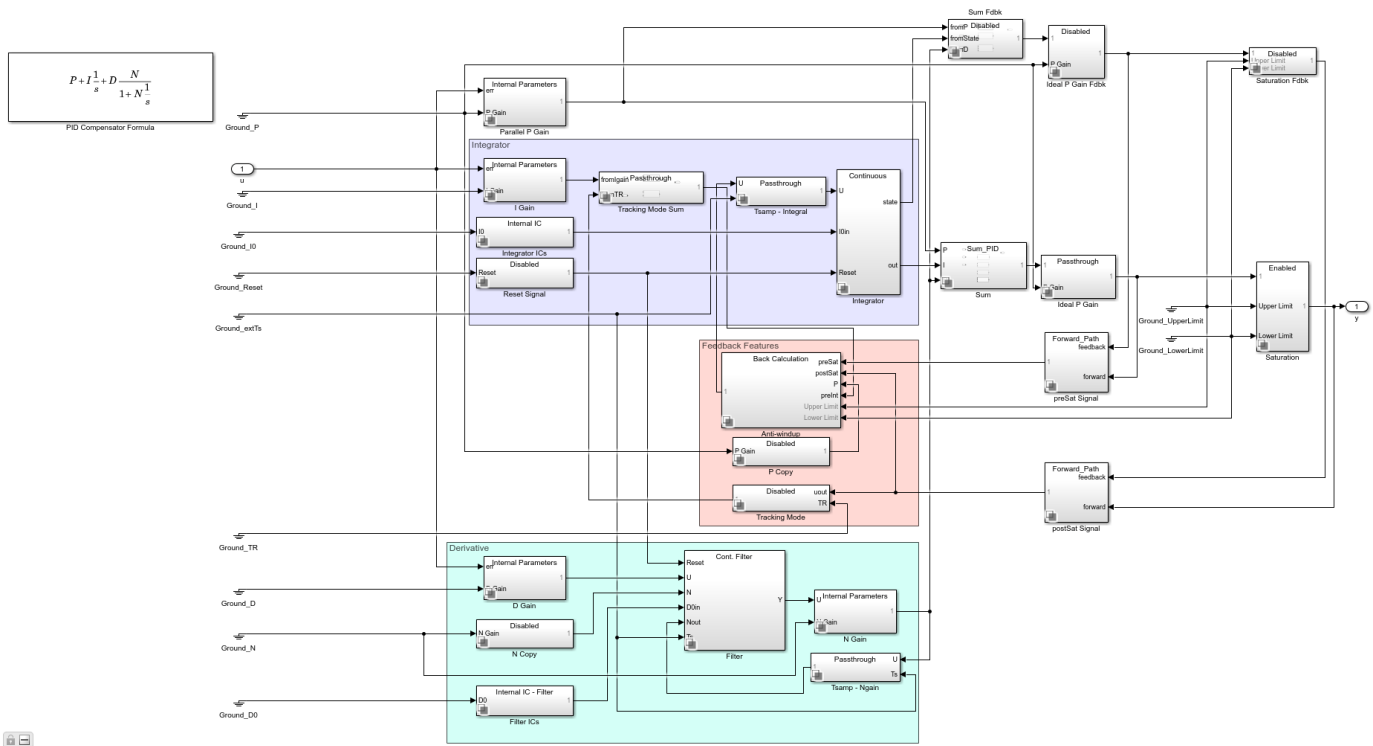 Sum Fdbk
fromP Disabled
fromState 1
Disabled
1
1
P Gain
Ideal P Gain Fdbk
Disabled
1
Upper Limit 1
Saturation Fdbk
P + I 1/s + D N/(1 + N 1/s)
PID Compensator Formula
Internal Parameters
err
1
P Gain
Parallel P Gain
Ground_P
Integrator
1
u
Internal Parameters
err
1
I Gain
Ground_I
fromIgain Passthrough
1
TR
Tracking Mode Sum
U
Passthrough
1
Tsamp - Integral
Continuous
U
state
I0in
out
Reset
Integrator
Internal IC
I0 1
Integrator ICs
Ground_I0
Disabled
Reset 1
Reset Signal
Ground_Reset
Ground_extTs
P Sum_PID
I 1
Sum
1 Passthrough
1
Ideal P Gain
Enabled
1
Upper Limit 1
Lower Limit
Saturation
1
y
Ground_UpperLimit
Ground_LowerLimit
Forward_Path
feedback
1
forward
preSat Signal
Feedback Features
Back Calculation
preSat
postSat
P
1 preInt
Upper Limit
Lower Limit
Anti-windup
Disabled
P Gain 1
P Copy
Disabled
uout
TR
Tracking Mode
Forward_Path
feedback
1
forward
postSat Signal
Ground_TR
Derivative
Internal Parameters
err
1
Gain
D Gain
Ground_D
Disabled
N Gain 1
N Copy
Ground_N
Internal IC - Filter
D0 1
Filter ICs
Ground_D0
Cont. Filter
Reset
U
N
Y
D0in
Nout
Ts
Filter
U Internal Parameters
1
Gain
N Gain
Passthrough
U
1
Ts
Tsamp - Ngain